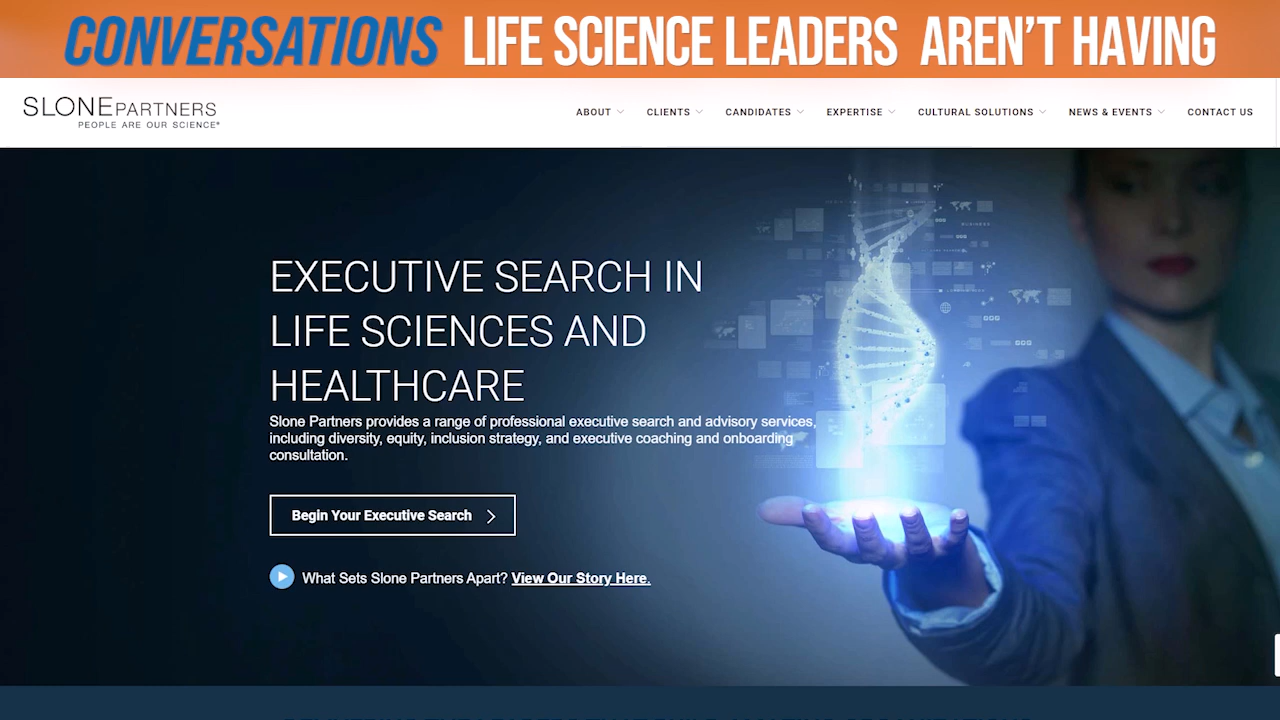 CONVERSATIONS LIFE SCIENCE LEADERS AREN'T HAVING
SLONE PARTNERS
PEOPLE ARE OUR SCIENCE®
ABOUT
CLIENTS
CANDIDATES
EXPERTISE
CULTURAL SOLUTIONS
NEWS & EVENTS
CONTACT US
EXECUTIVE SEARCH IN
LIFE SCIENCES AND
HEALTHCARE
Slone Partners provides a range of professional executive search and advisory services,
including diversity, equity, inclusion strategy, and executive coaching and onboarding
consultation.
Begin Your Executive Search
What Sets Slone Partners Apart? View Our Story Here.